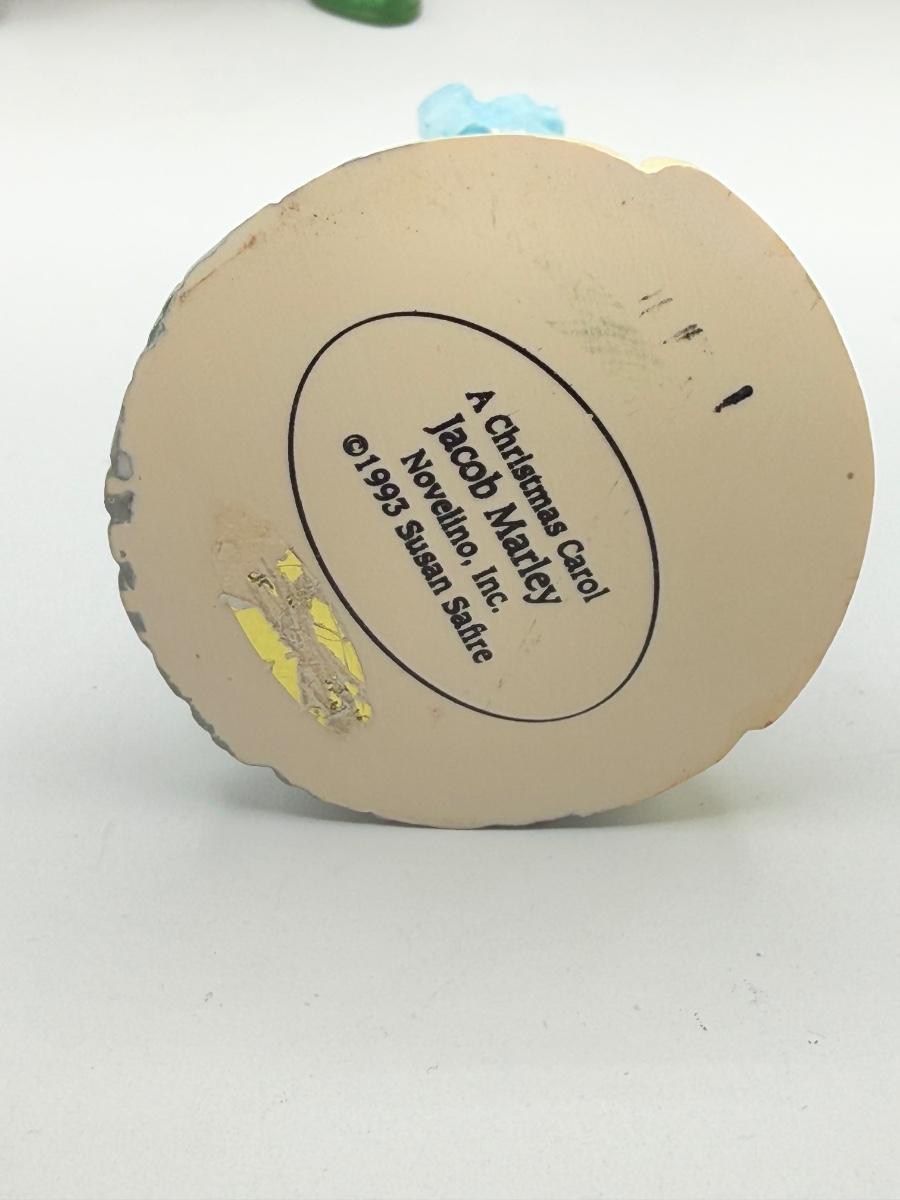 A Christmas Carol
Jacob Marley
Novelino, Inc.
©1993 Susan Safire